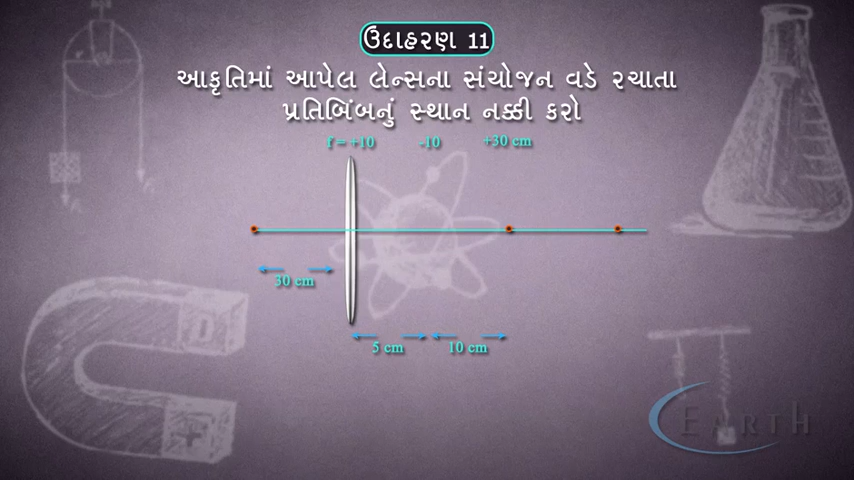 ઉદાહરણ 11
આકૃતિમાં આપેલ લેન્સના સંયોજન વડે રચાતા
પ્રતિબિંબનું સ્થાન નક્કી કરો
f = +10 -10 +30 cm
30 cm
5 cm 10 cm
EARTH